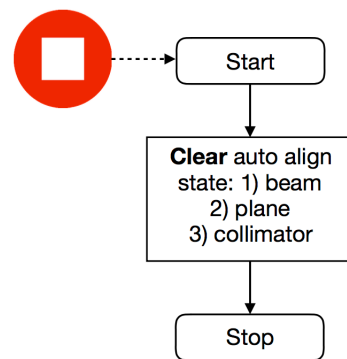 Start
Clear auto align
state: 1) beam
2) plane
3) collimator
Stop